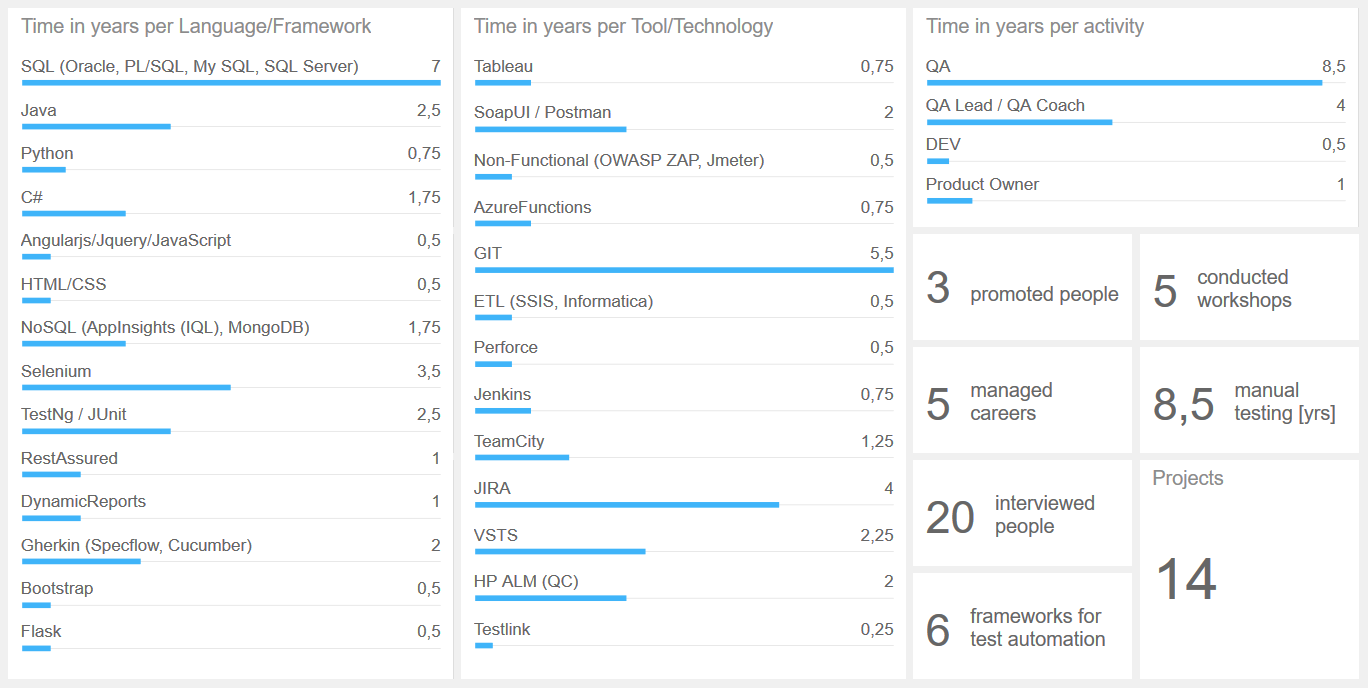 Time in years per Language/Framework
SQL (Oracle, PL/SQL, My SQL, SQL Server) 7
Java 2,5
Python 0,75
C# 1,75
Angularjs/Jquery/JavaScript 0,5
HTML/CSS 0,5
NoSQL (AppInsights (IQL), MongoDB) 1,75
Selenium 3,5
TestNg / JUnit 2,5
RestAssured 1
DynamicReports 1
Gherkin (Specflow, Cucumber) 2
Bootstrap 0,5
Flask 0,5
Time in years per Tool/Technology
Tableau 0,75
SoapUI / Postman 2
Non-Functional (OWASP ZAP, Jmeter) 0,5
AzureFunctions 0,75
GIT 5,5
ETL (SSIS, Informatica) 0,5
Perforce 0,5
Jenkins 0,75
TeamCity 1,25
JIRA 4
VSTS 2,25
HP ALM (QC) 2
Testlink 0,25
Time in years per activity
QA 8,5
QA Lead / QA Coach 4
DEV 0,5
Product Owner 1
3 promoted people
5 conducted
workshops
5 managed
careers
8,5 manual
testing [yrs]
20 interviewed
people
6 frameworks for
test automation
Projects
14